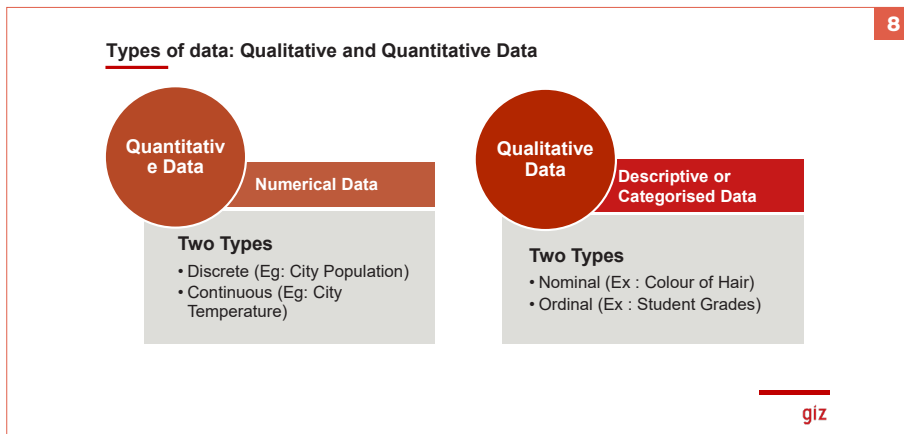 8
Types of data: Qualitative and Quantitative Data
Quantitativ
e Data
Numerical Data
Two Types
• Discrete (Eg: City Population)
• Continuous (Eg: City
Temperature)
Qualitative
Data
Descriptive or
Categorised Data
Two Types
• Nominal (Ex : Colour of Hair)
• Ordinal (Ex : Student Grades)
giz